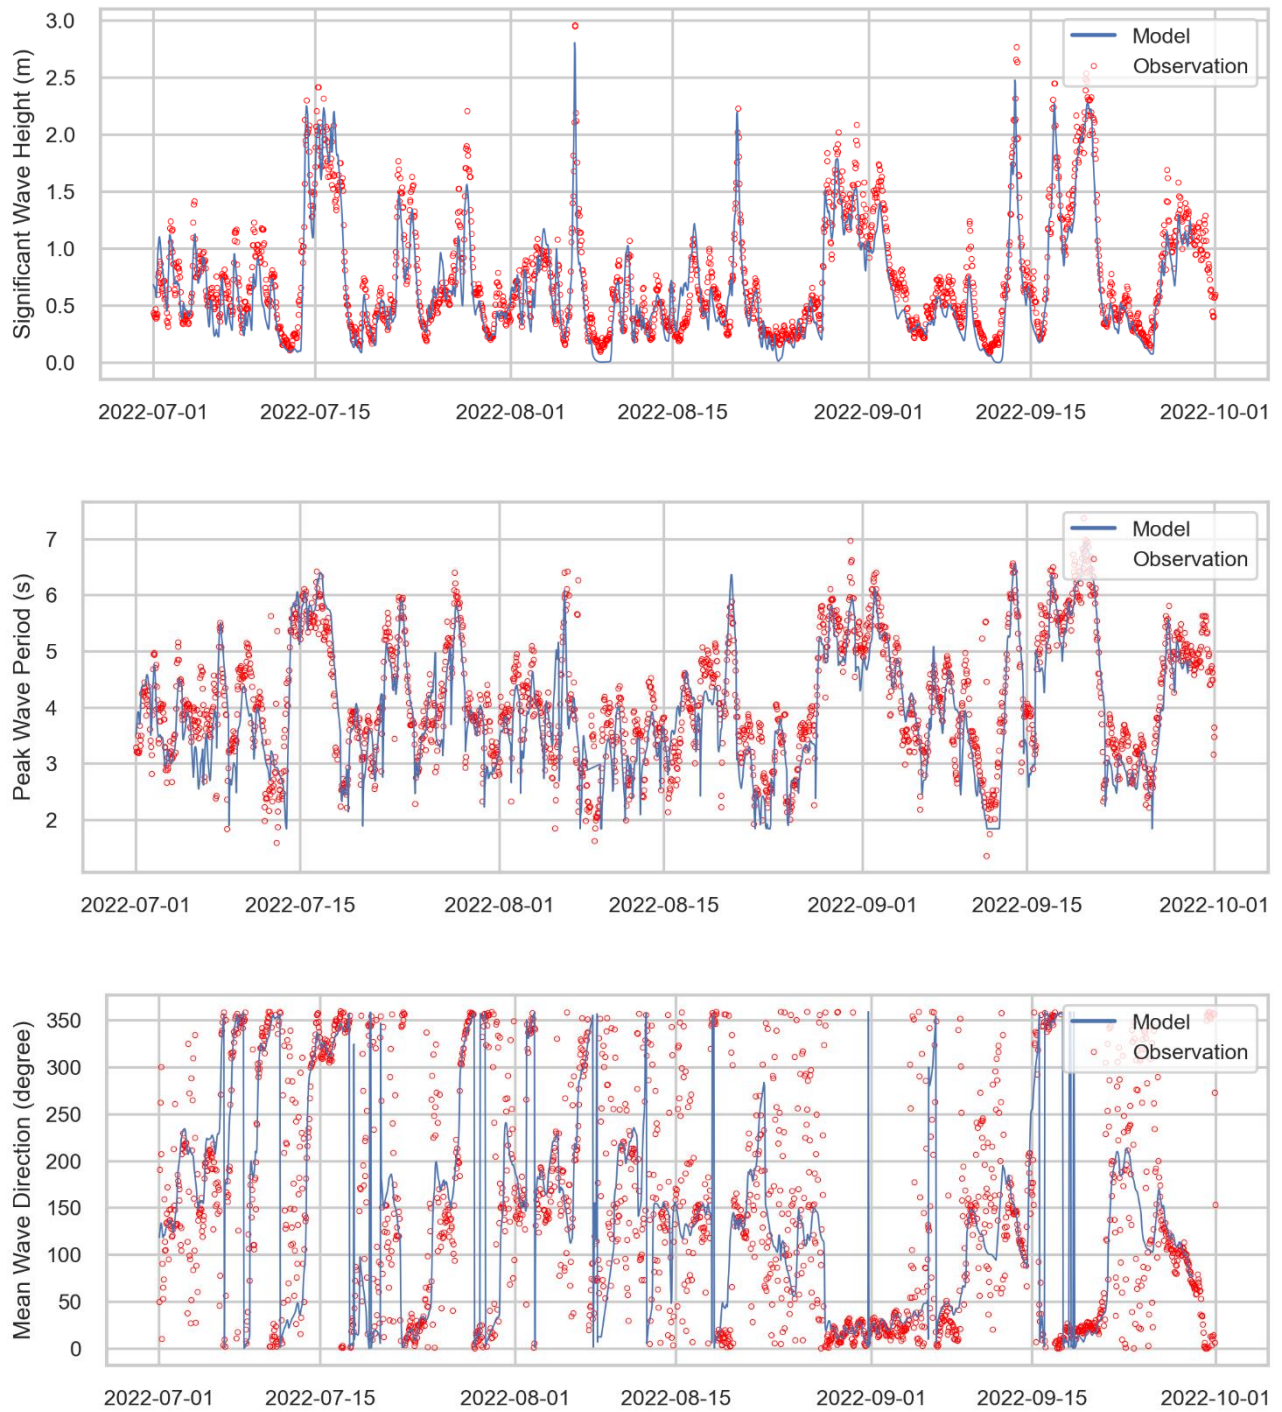 Significant Wave Height (m)
3.0
2.5
2.0
1.5
1.0
0.5
0.0
Model
Observation
2022-07-01 2022-07-15 2022-08-01 2022-08-15 2022-09-01 2022-09-15 2022-10-01
Peak Wave Period (s)
7
6
5
4
3
2
Model
Observation
2022-07-01 2022-07-15 2022-08-01 2022-08-15 2022-09-01 2022-09-15 2022-10-01
Mean Wave Direction (degree)
350
300
250
200
150
100
50
0
Model
Observation
2022-07-01 2022-07-15 2022-08-01 2022-08-15 2022-09-01 2022-09-15 2022-10-01